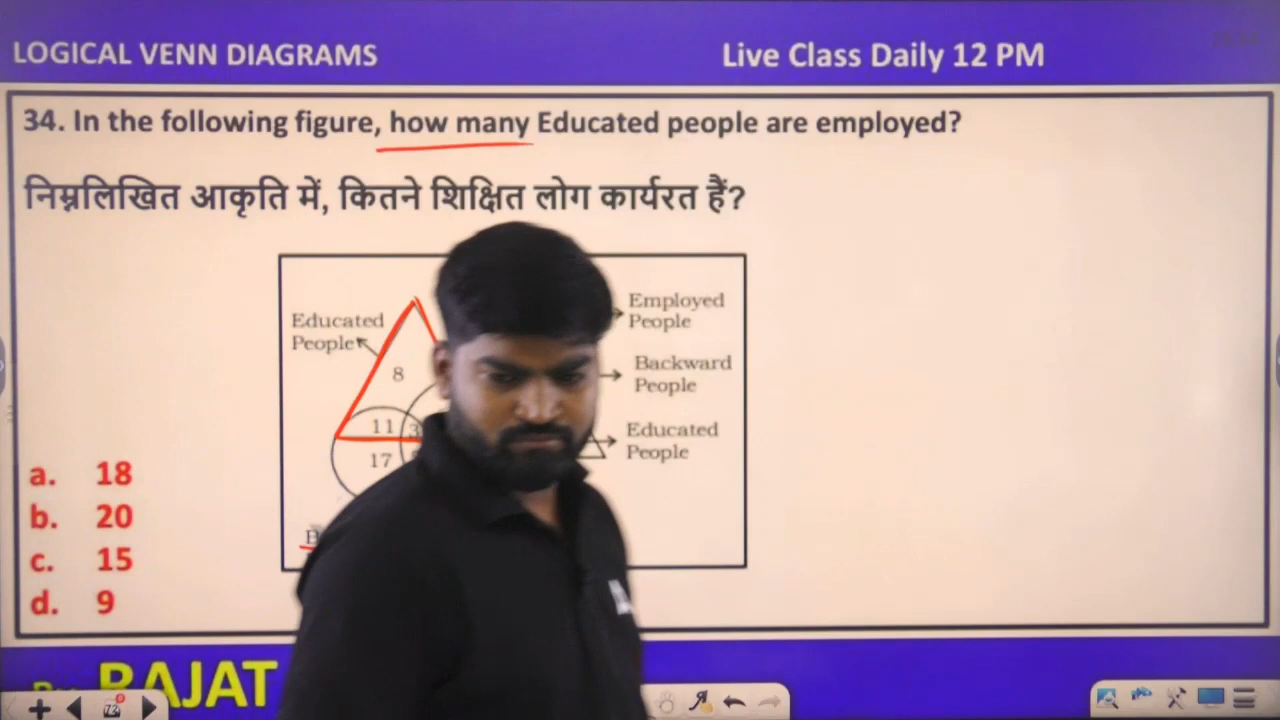 LOGICAL VENN DIAGRAMS
Live Class Daily 12 PM
34. In the following figure, how many Educated people are employed?
निम्नलिखित आकृति में, कितने शिक्षित लोग कार्यरत हैं?
Educated
People
8
11 3
17
Employed
People
Backward
People
Educated
People
a. 18
b. 20
c. 15
d. 9
B
RAJAT
73